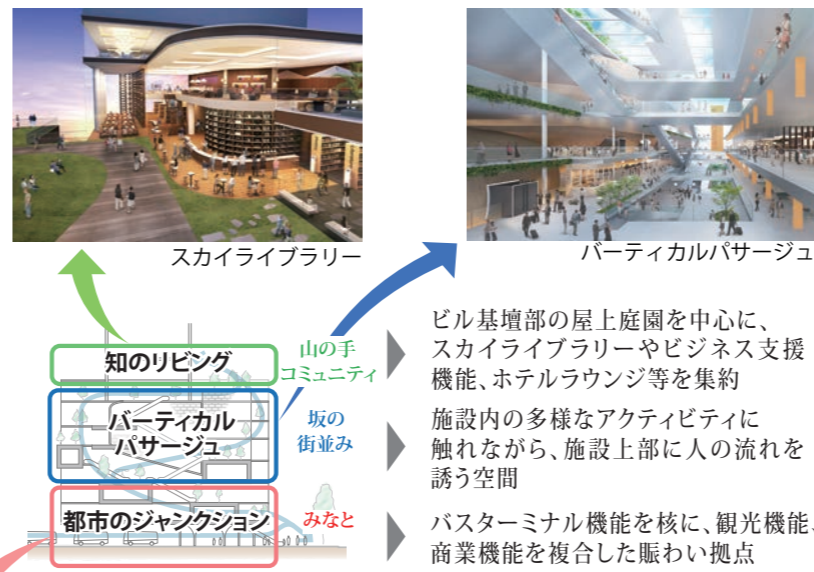 スカイライブラリー
バーティカルパサージュ
知のリビング
山の手
コミュニティ
ビル基壇部の屋上庭園を中心に、
スカイライブラリーやビジネス支援
機能、ホテルラウンジ等を集約
バーティカル
パサージュ
坂の
街並み
施設内の多様なアクティビティに
触れながら、施設上部に人の流れを
誘う空間
都市のジャンクション
みなと
バスターミナル機能を核に、観光機能、
商業機能を複合した賑わい拠点